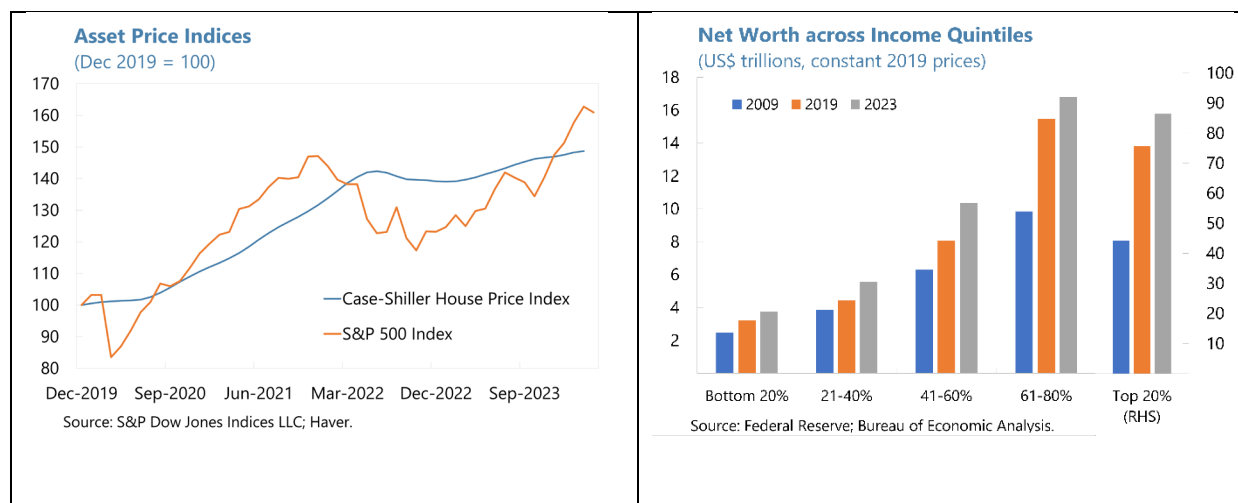 Asset Price Indices
(Dec 2019 = 100)
170
160
150
140
130
120
110
100
90
80
Case-Shiller House Price Index
S&P 500 Index
Dec-2019 Sep-2020 Jun-2021 Mar-2022 Dec-2022 Sep-2023
Source: S&P Dow Jones Indices LLC; Haver.
Net Worth across Income Quintiles
(US$ trillions, constant 2019 prices)
18
16
14
12
10
8
6
4
2
2009 2019 2023
100
90
80
70
60
50
40
30
20
10
Bottom 20% 21-40% 41-60% 61-80% Top 20%
(RHS)
Source: Federal Reserve; Bureau of Economic Analysis.